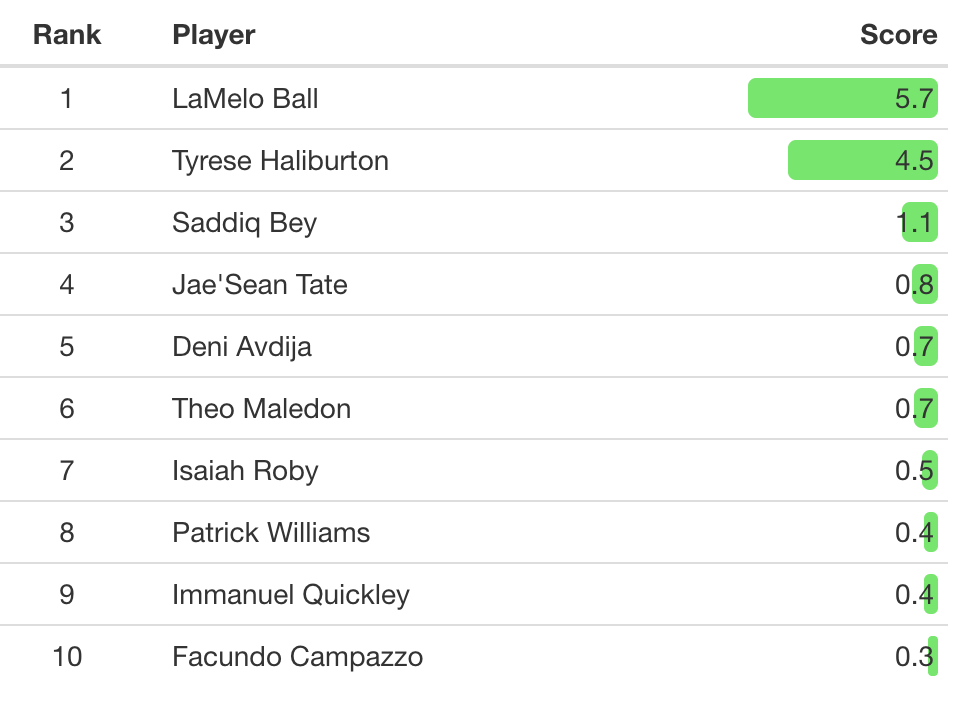 Rank Player Score
1 LaMelo Ball 5.7
2 Tyrese Haliburton 4.5
3 Saddiq Bey 1.1
4 Jae'Sean Tate 0.8
5 Deni Avdija 0.7
6 Theo Maledon 0.7
7 Isaiah Roby 0.5
8 Patrick Williams 0.4
9 Immanuel Quickley 0.4
10 Facundo Campazzo 0.3